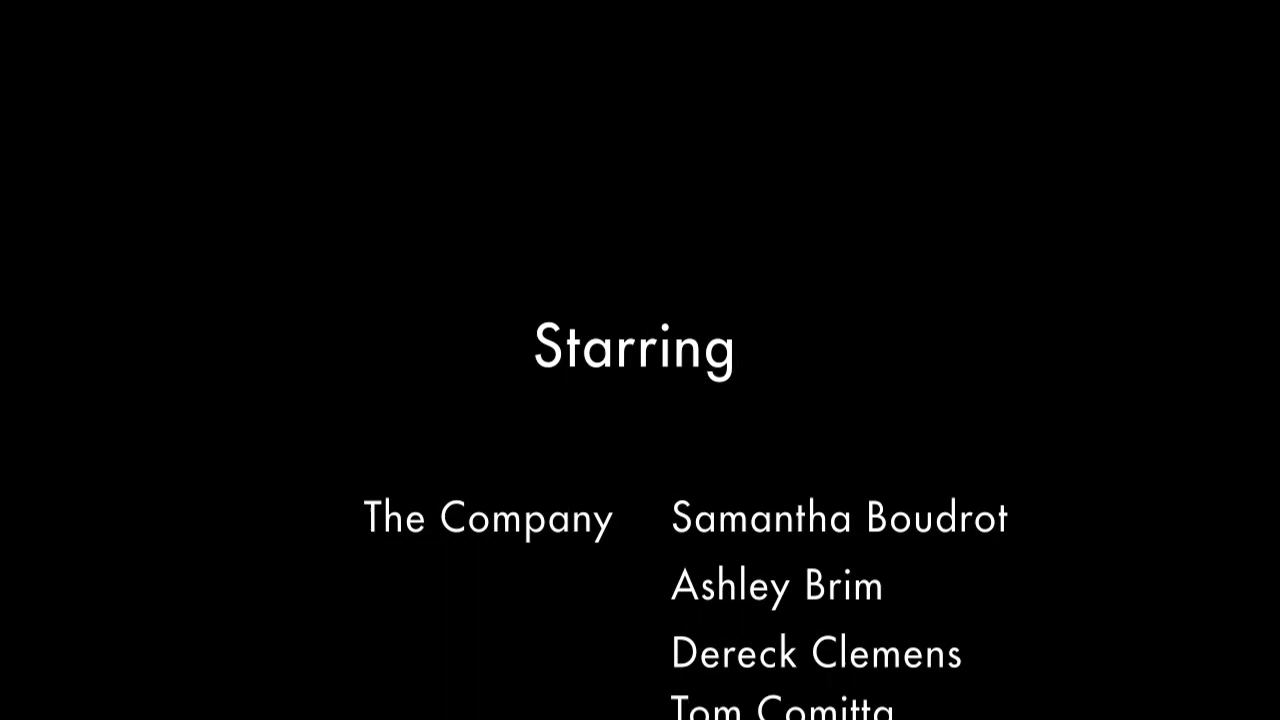 Starring
The Company Samantha Boudrot
Ashley Brim
Dereck Clemens
Tom Comitta